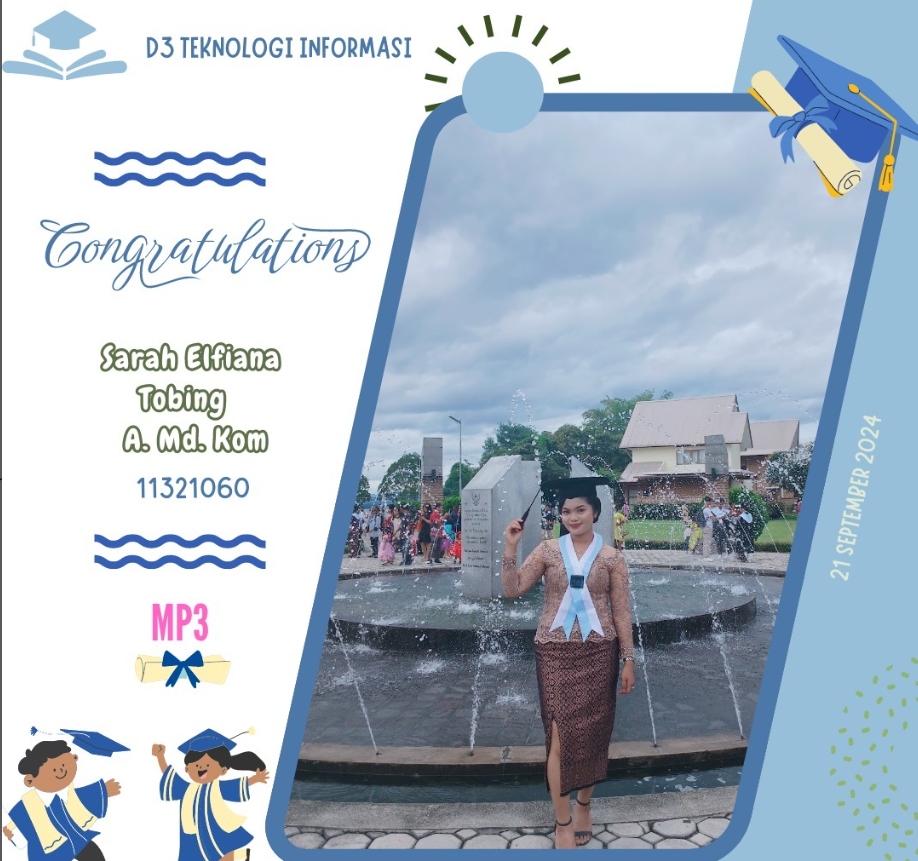 D3 TEKNOLOGI INFORMASI
Congratulations
Sarah Elfiana
Tobing
A. Md. Kom
11321060
MP3
21 SEPTEMBER 2024